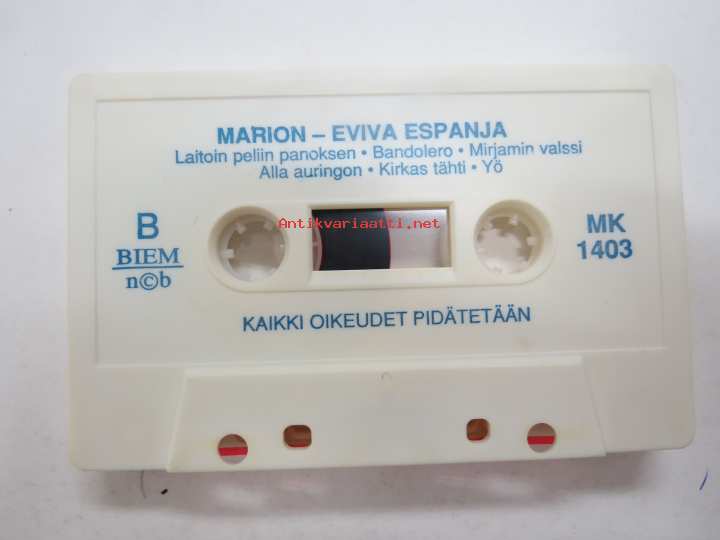 MARION – EVIVA ESPANJA
Laitoin peliin panoksen • Bandolero • Mirjamin valssi
Alla auringon • Kirkas tähti • Yö
Antikvariaatti.net
B
BIEM
n©b
MK
1403
KAIKKI OIKEUDET PIDÄTETÄÄN